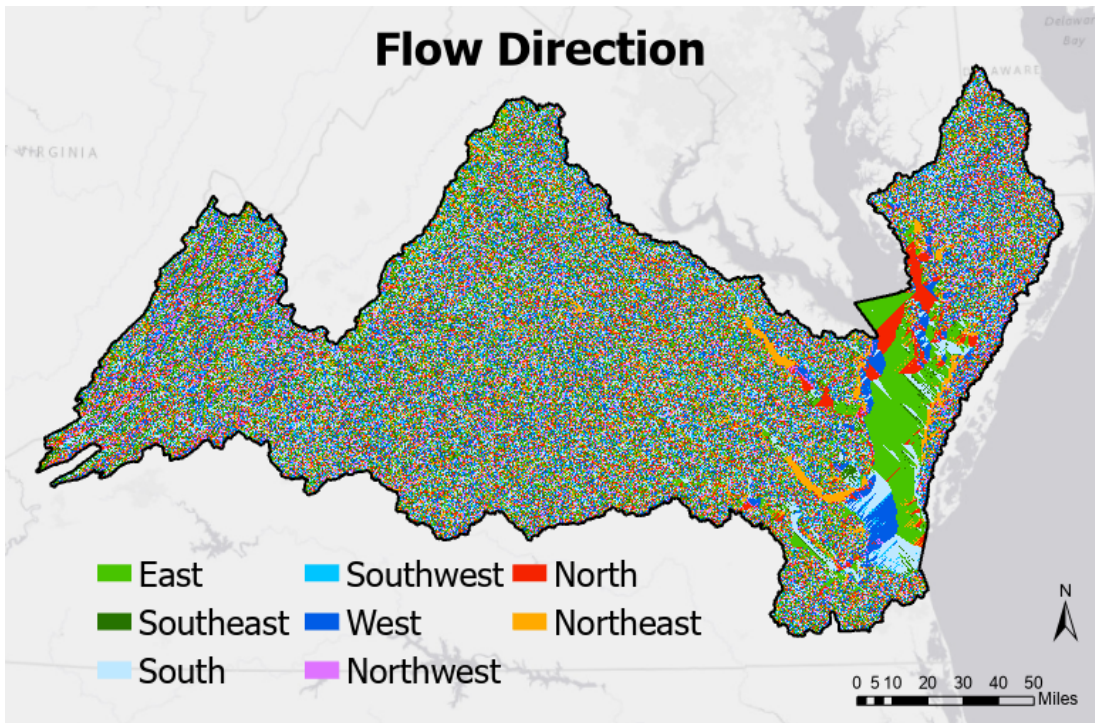 Flow Direction
Delaware
Bay
DELAWARE
VIRGINIA
East
Southwest
North
Southeast
West
Northeast
South
Northwest
N
0 5 10 20 30 40 50
Miles